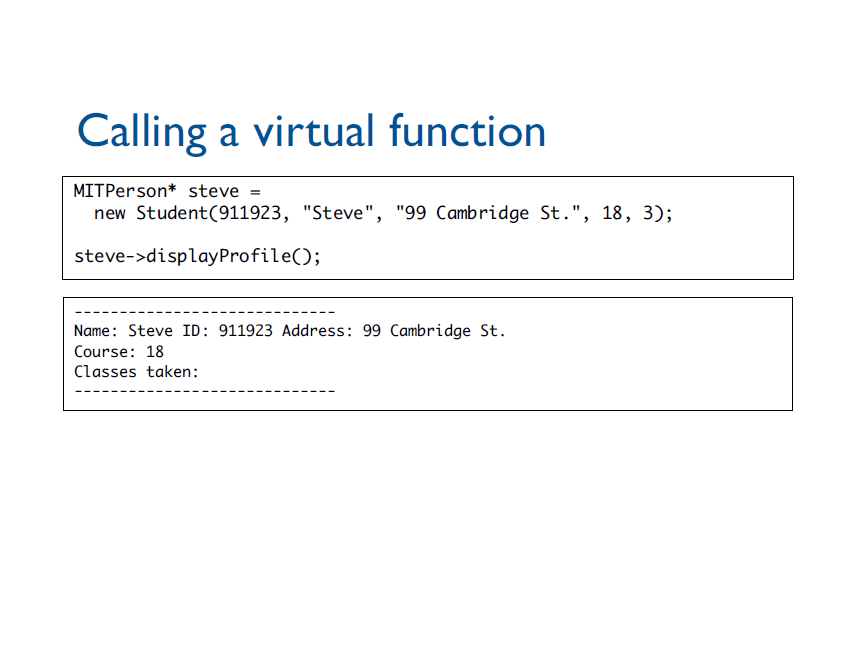 Calling a virtual function
MITPerson* steve =
  new Student(911923, "Steve", "99 Cambridge St.", 18, 3);
steve->displayProfile();
-----------------------------
Name: Steve ID: 911923 Address: 99 Cambridge St.
Course: 18
Classes taken:
-----------------------------